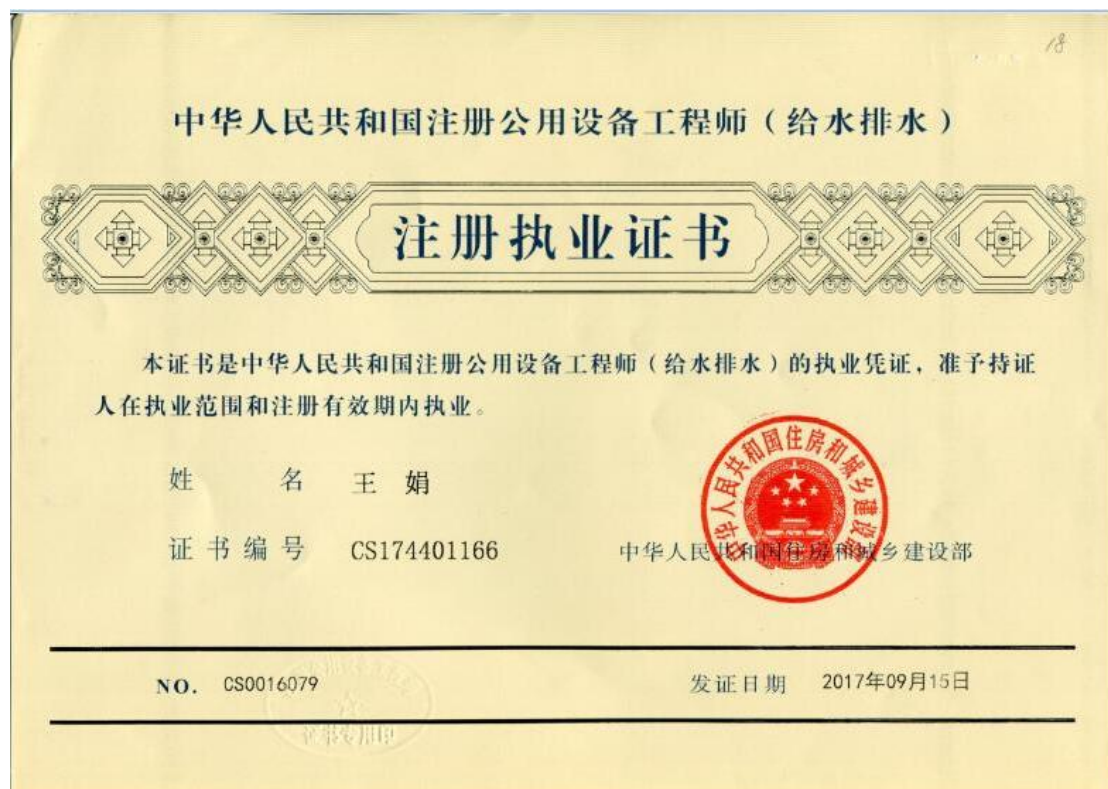 18
中华人民共和国注册公用设备工程师（给水排水）
注册执业证书
本证书是中华人民共和国注册公用设备工程师（给水排水）的执业凭证，准予持证
人在执业范围和注册有效期内执业。
姓 名 王 娟
证书编号 CS174401166
中华人民共和国住房和城乡建设部
中华人民共和国住房和城乡建设部
NO. CS0016079
发证日期 2017年09月15日